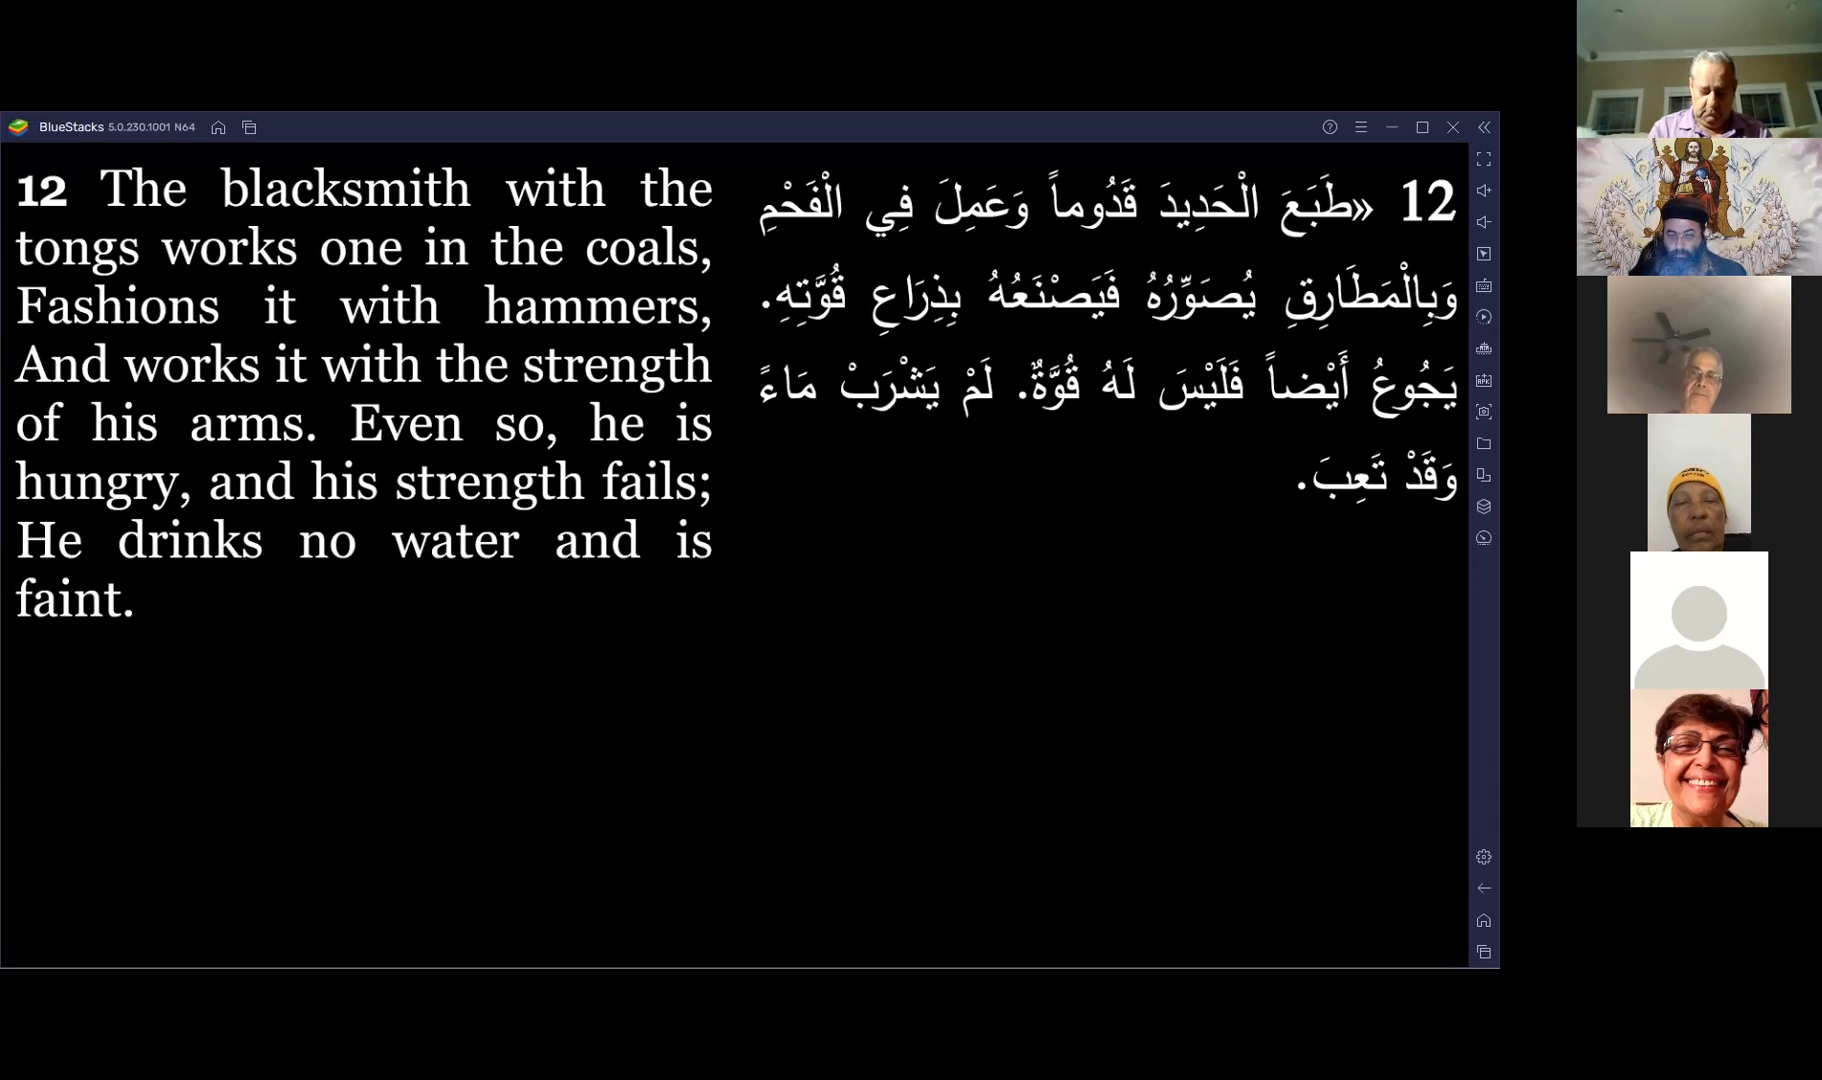 BlueStacks 5.0.230.1001 N64
12 The blacksmith with the
tongs works one in the coals,
Fashions it with hammers,
And works it with the strength
of his arms. Even so, he is
hungry, and his strength fails;
He drinks no water and is
faint.
12 «طَبَعَ الْحَدِيدَ قَدُوماً وَعَمِلَ فِي الْفَحْمِ
وَبِالْمَطَارِقِ يُصَوِّرُهُ فَيَصْنَعُهُ بِذِرَاعِ قُوَّتِهِ.
يَجُوعُ أَيْضاً فَلَيْسَ لَهُ قُوَّةٌ. لَمْ يَشْرَبْ مَاءً
وَقَدْ تَعِبَ.